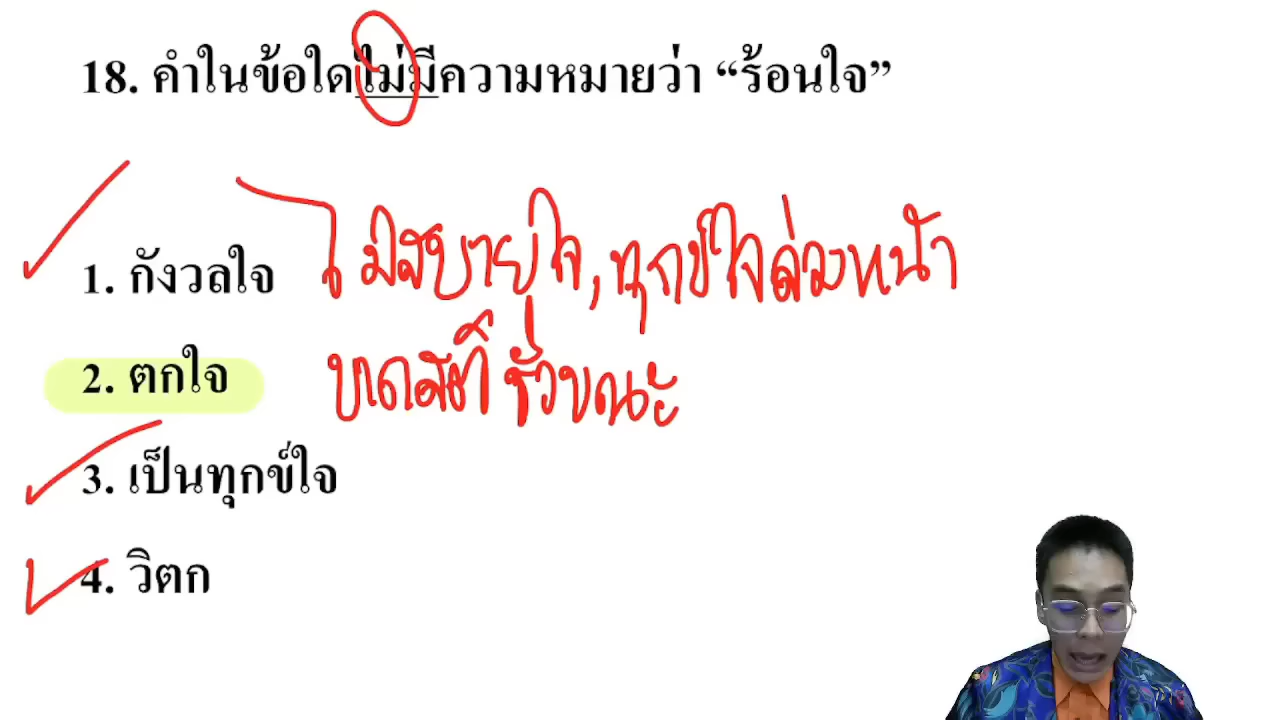 18. คำในข้อใดไม่มีความหมายว่า “ร้อนใจ”
1. กังวลใจ ไม่สบายใจ, ทุกข์ใจล่วงหน้า
2. ตกใจ ขาดสติชั่วขณะ
3. เป็นทุกข์ใจ
4. วิตก